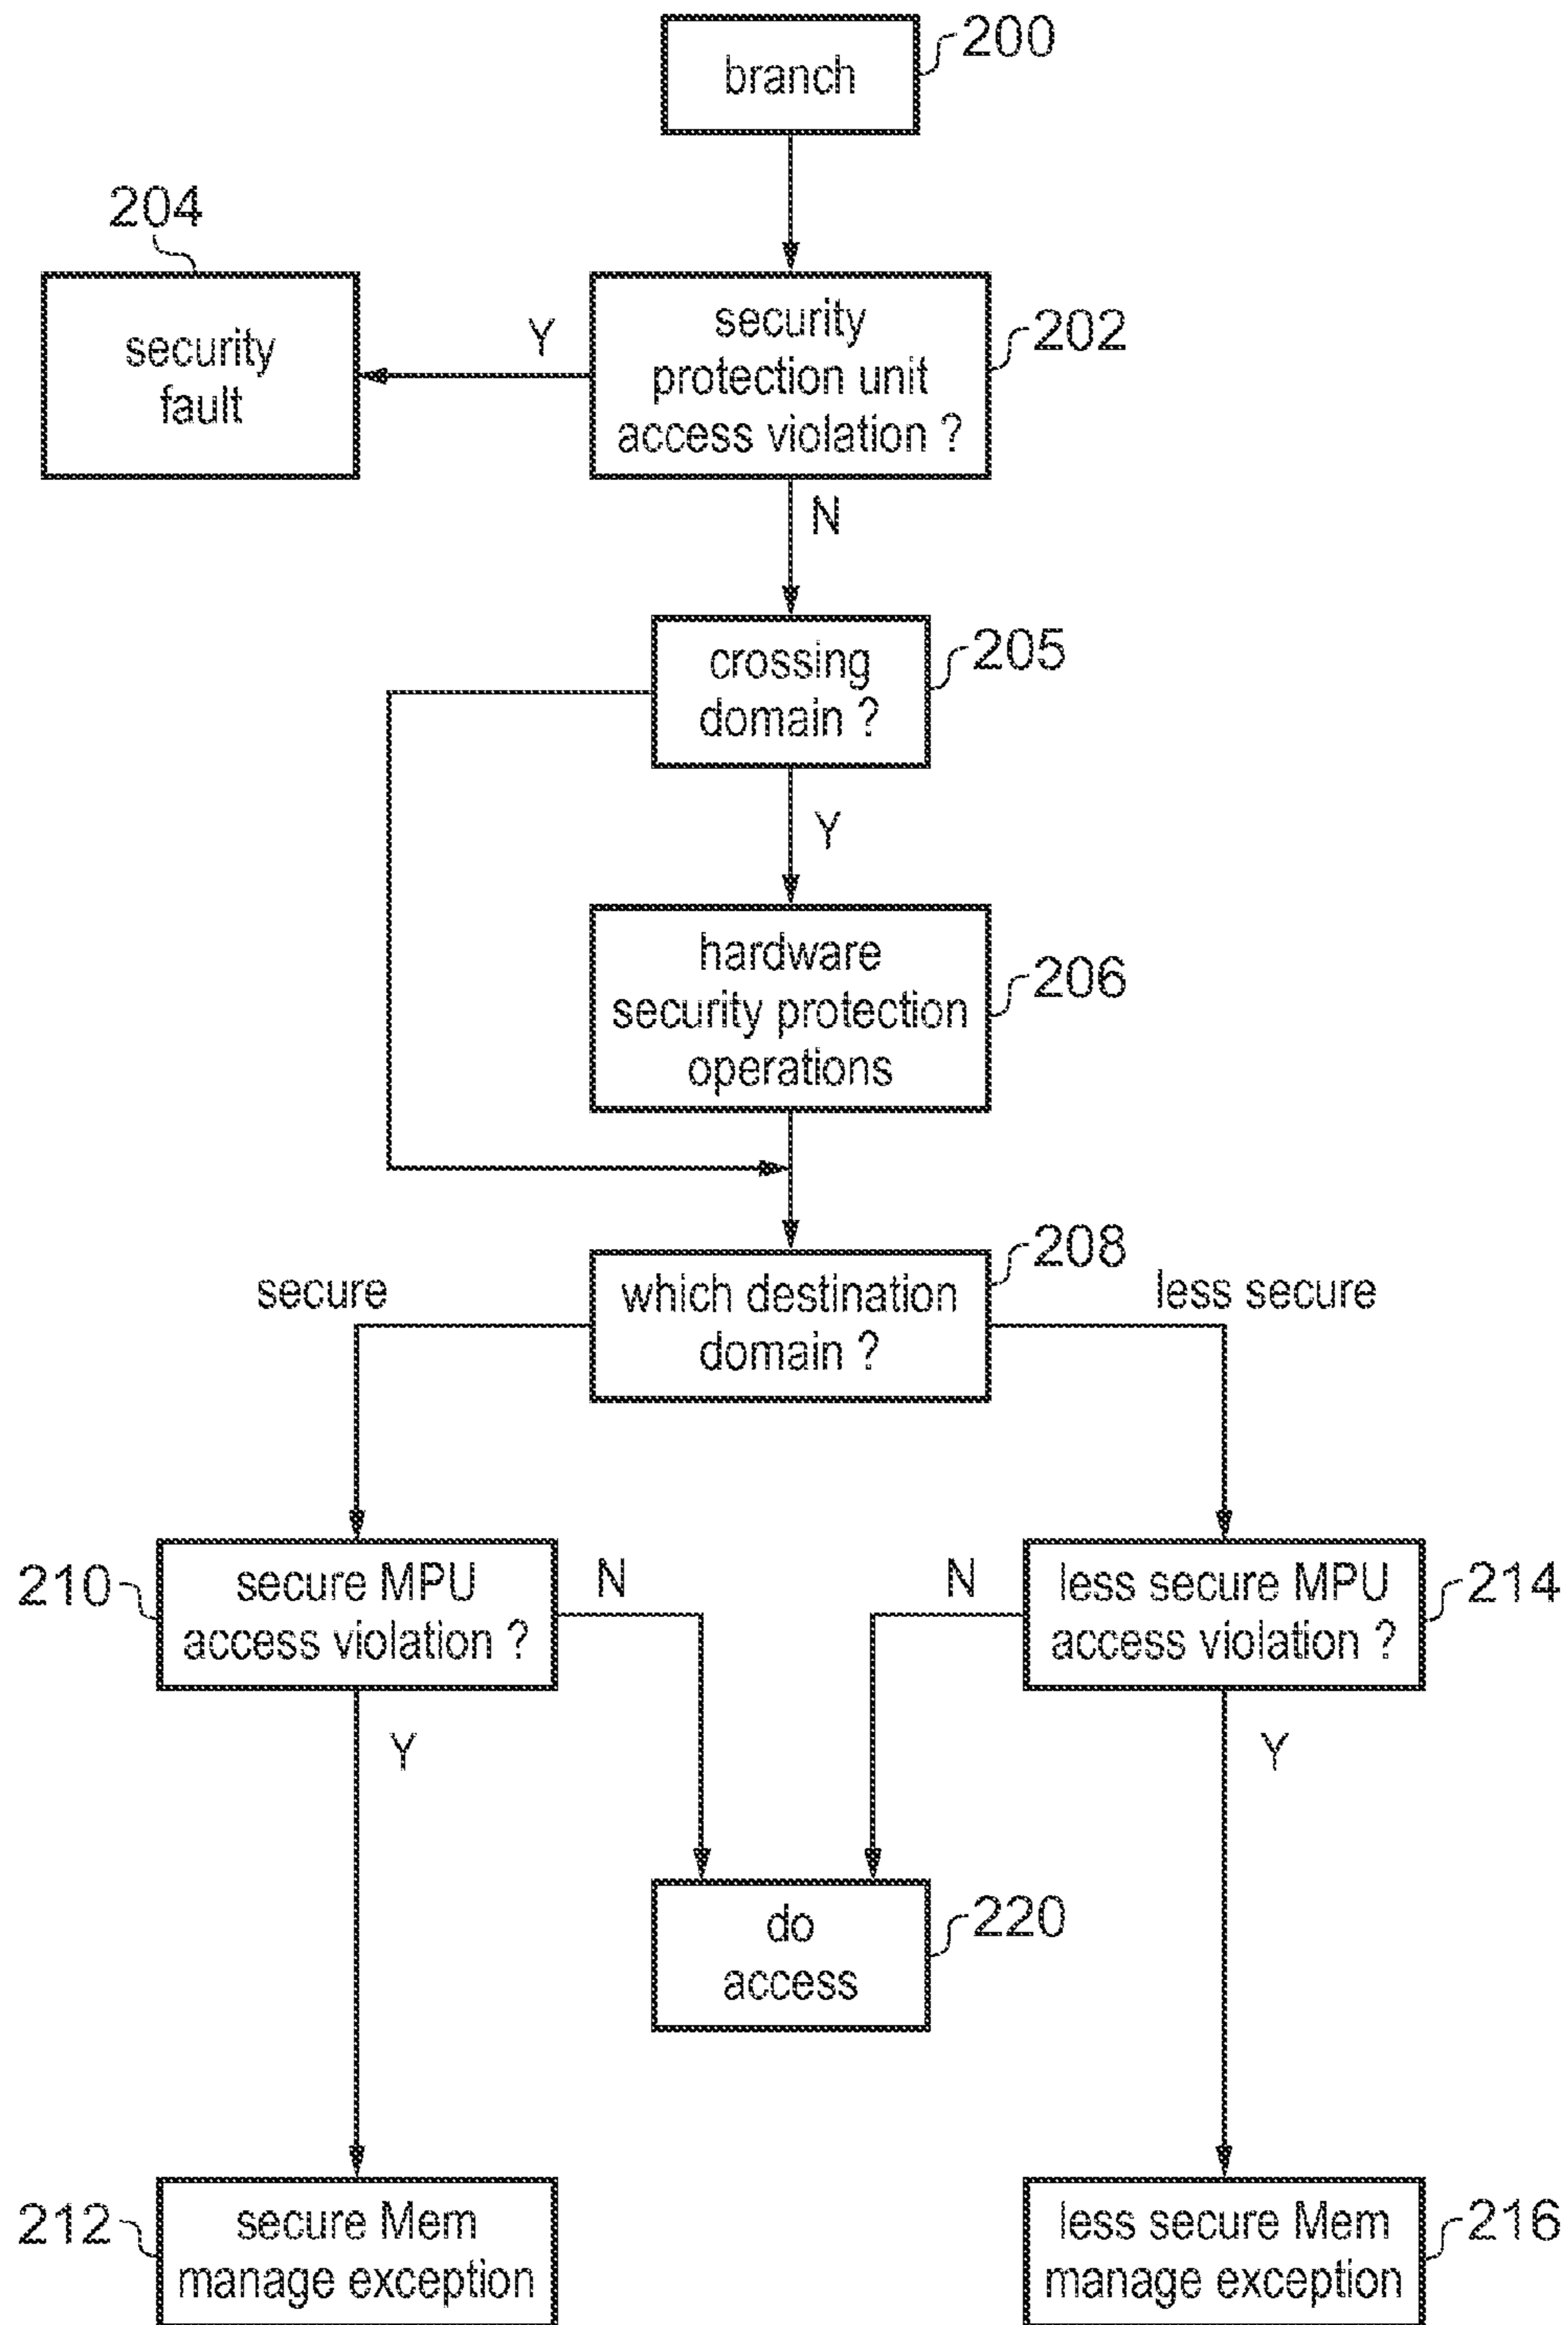 branch
200
204
security
fault
Y
security
protection unit
access violation ?
202
N
crossing
domain ?
205
Y
hardware
security protection
operations
206
208
secure
which destination
domain ?
less secure
210
secure MPU
access violation ?
N
N
less secure MPU
access violation ?
214
Y
Y
do
access
220
212
secure Mem
manage exception
less secure Mem
manage exception
216